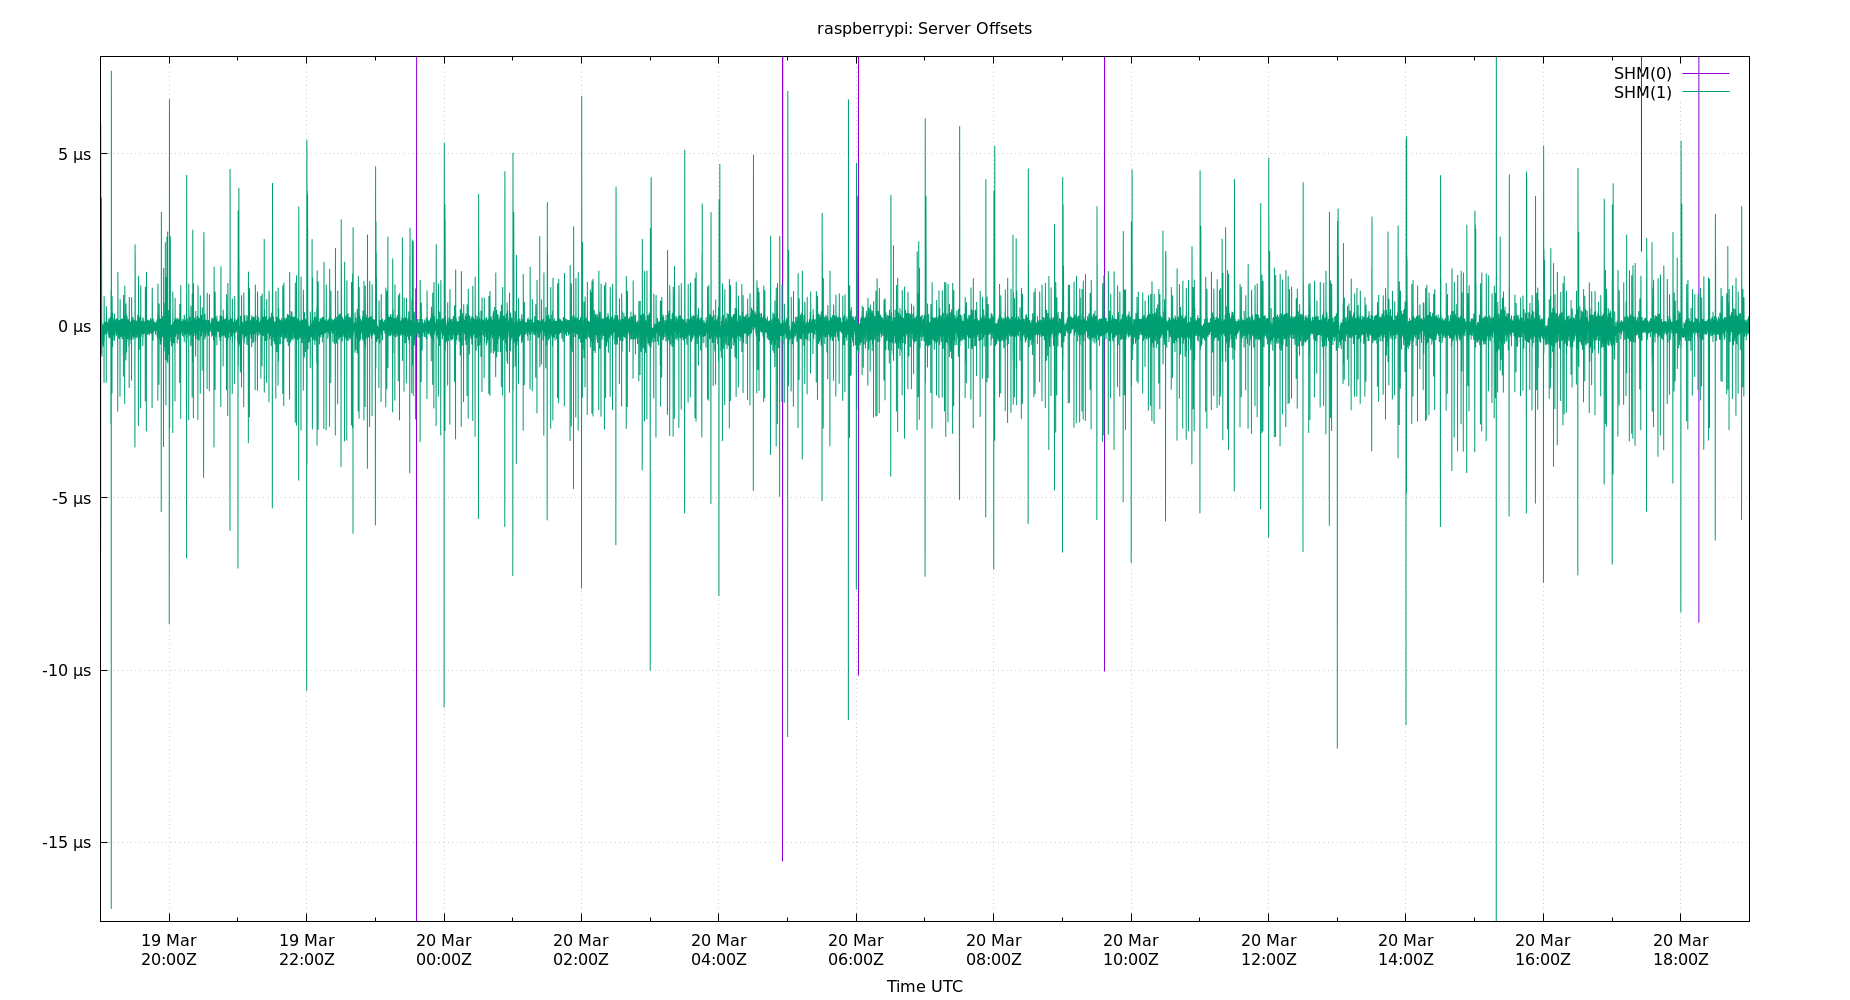 raspberrypi: Server Offsets
SHM(0)
SHM(1)
5 µs
0 µs
-5 µs
-10 µs
-15 µs
19 Mar 19 Mar 20 Mar 20 Mar 20 Mar 20 Mar 20 Mar 20 Mar 20 Mar 20 Mar 20 Mar 20 Mar
20:00Z 22:00Z 00:00Z 02:00Z 04:00Z 06:00Z 08:00Z 10:00Z 12:00Z 14:00Z 16:00Z 18:00Z
Time UTC